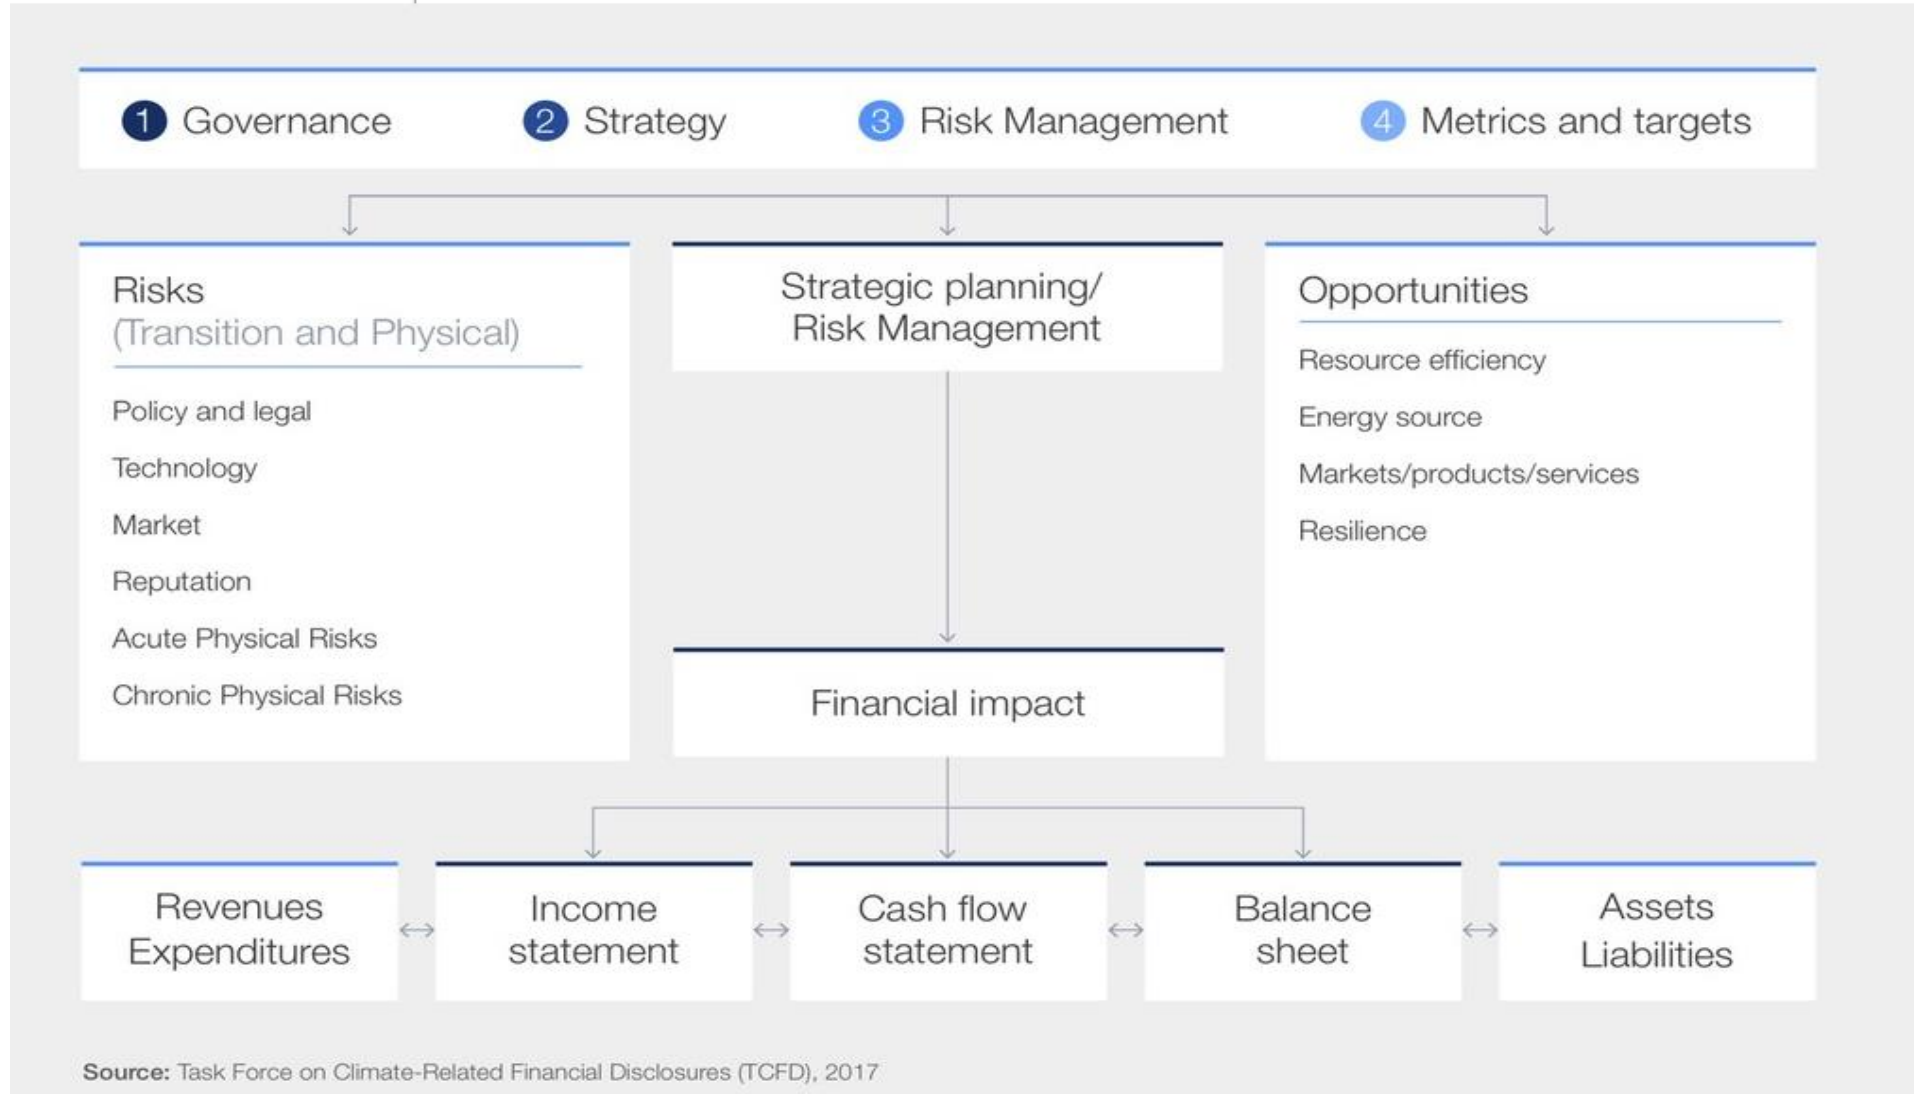 1 Governance
2 Strategy
3 Risk Management
4 Metrics and targets
Risks
(Transition and Physical)
Policy and legal
Technology
Market
Reputation
Acute Physical Risks
Chronic Physical Risks
Strategic planning/
Risk Management
Opportunities
Resource efficiency
Energy source
Markets/products/services
Resilience
Financial impact
Revenues
Expenditures
Income
statement
Cash flow
statement
Balance
sheet
Assets
Liabilities
Source: Task Force on Climate-Related Financial Disclosures (TCFD), 2017